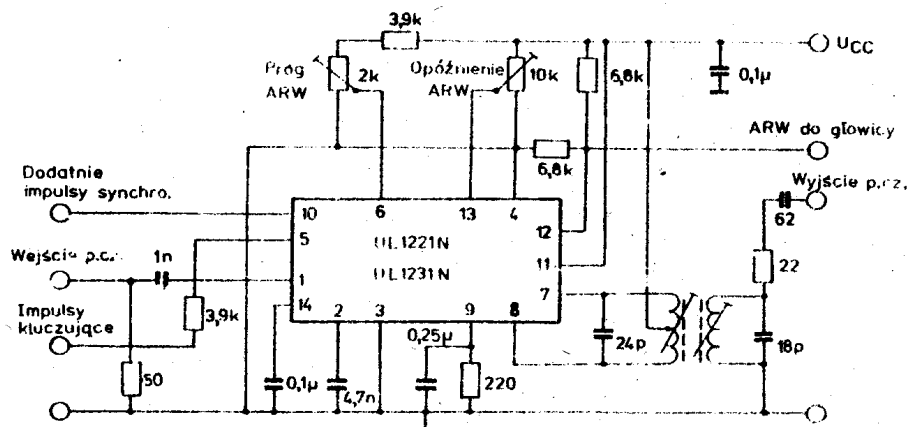 3,9k
UCC
Próg
ARW
2k
Opóźnienie
ARW
10k
6,8k
0,1µ
ARW do głowicy
6,8k
Wyjście p.cz.
Dodatnie
impulsy synchro.
62
10
6
13
4
12
5
UL1221N
UL1231N
11
22
Wejście p.cz.
1n
1
7
14
Impulsy
kluczujące
3,9k
2
3
9
8
0,25µ
24p
18p
50
0,1µ
4,7n
220